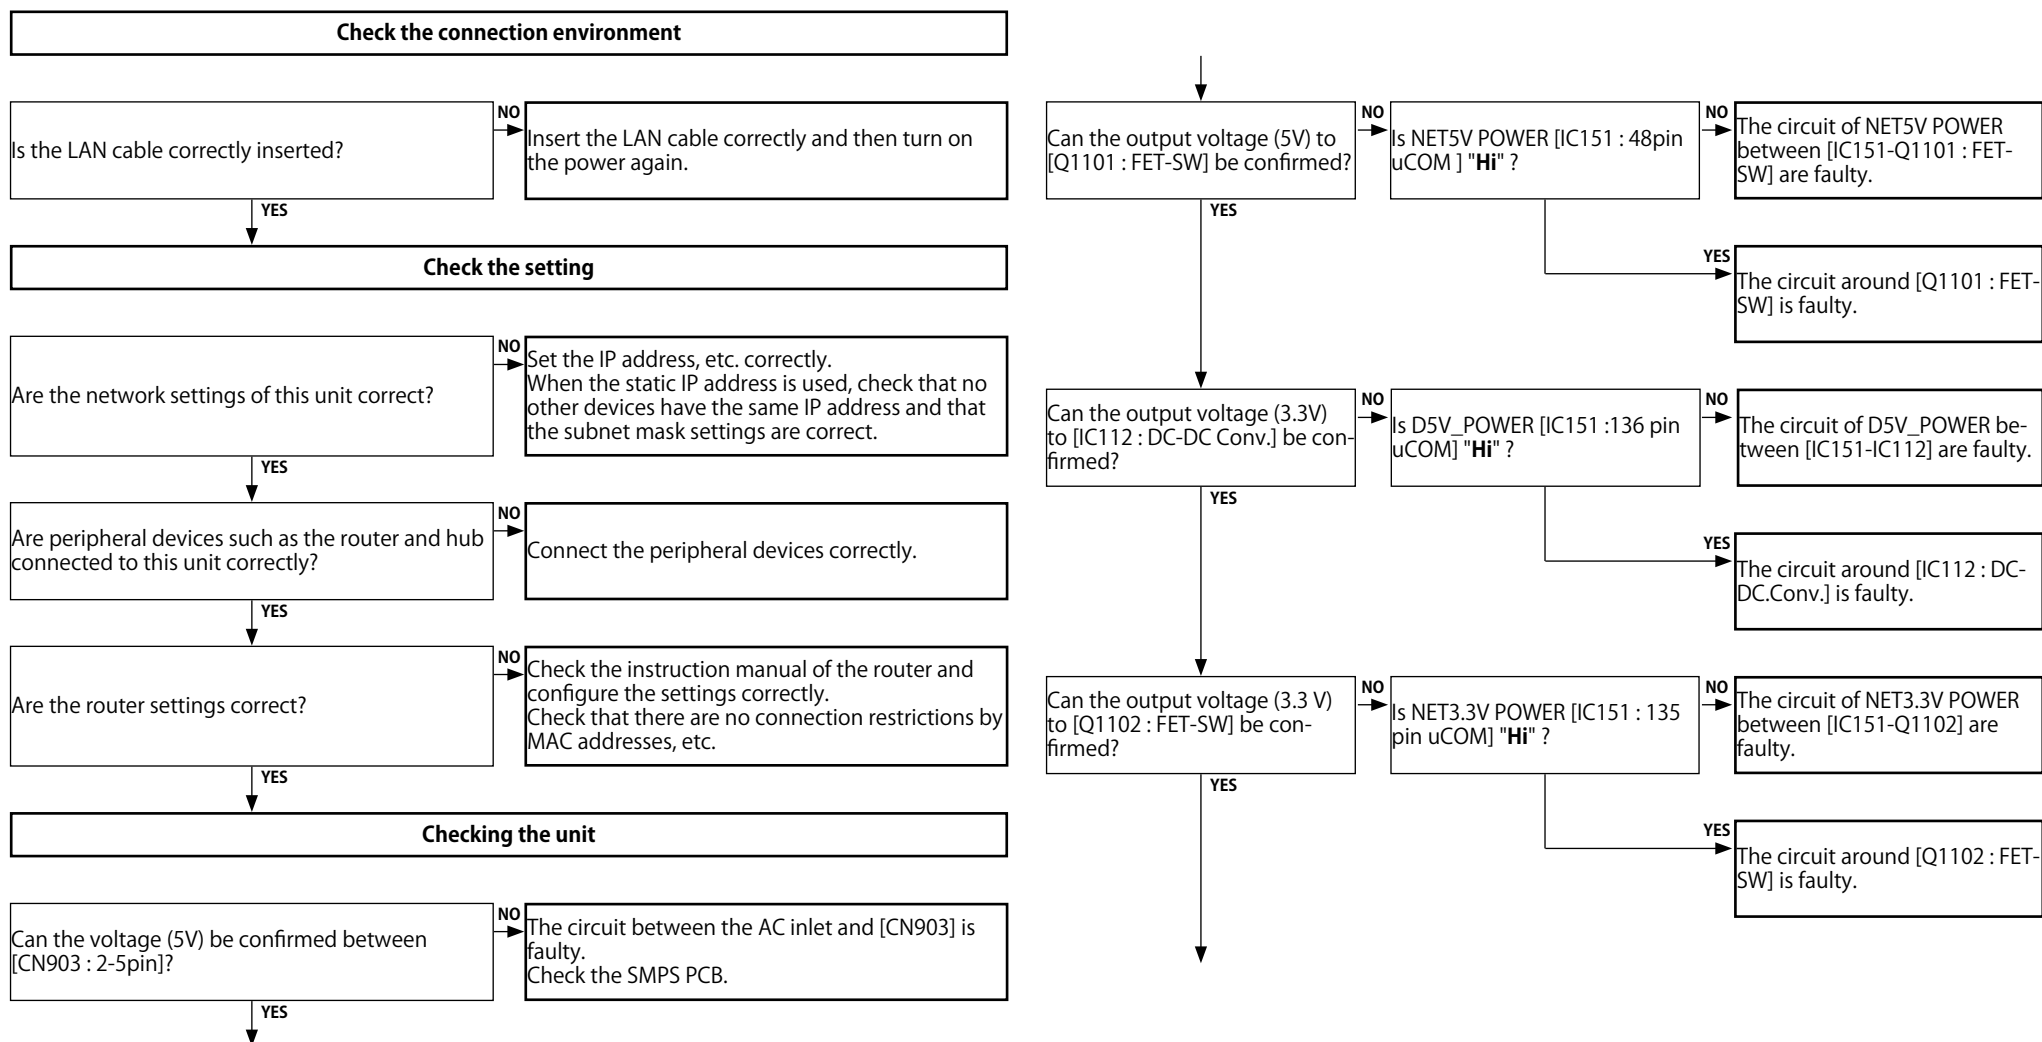 Check the connection environment
Is the LAN cable correctly inserted?
NO
Insert the LAN cable correctly and then turn on
the power again.
YES
Check the setting
Are the network settings of this unit correct?
NO
Set the IP address, etc. correctly.
When the static IP address is used, check that no
other devices have the same IP address and that
the subnet mask settings are correct.
YES
Are peripheral devices such as the router and hub
connected to this unit correctly?
NO
Connect the peripheral devices correctly.
YES
Are the router settings correct?
NO
Check the instruction manual of the router and
configure the settings correctly.
Check that there are no connection restrictions by
MAC addresses, etc.
YES
Checking the unit
Can the voltage (5V) be confirmed between
[CN903 : 2-5pin]?
NO
The circuit between the AC inlet and [CN903] is
faulty.
Check the SMPS PCB.
YES
Can the output voltage (5V) to
[Q1101 : FET-SW] be confirmed?
NO
Is NET5V POWER [IC151 : 48pin
uCOM ] "Hi" ?
NO
The circuit of NET5V POWER
between [IC151-Q1101 : FET-
SW] are faulty.
YES
YES
The circuit around [Q1101 : FET-
SW] is faulty.
Can the output voltage (3.3V)
to [IC112 : DC-DC Conv.] be con-
firmed?
NO
Is D5V_POWER [IC151 :136 pin
uCOM] "Hi" ?
NO
The circuit of D5V_POWER be-
tween [IC151-IC112] are faulty.
YES
YES
The circuit around [IC112 : DC-
DC.Conv.] is faulty.
Can the output voltage (3.3 V)
to [Q1102 : FET-SW] be con-
firmed?
NO
Is NET3.3V POWER [IC151 : 135
pin uCOM] "Hi" ?
NO
The circuit of NET3.3V POWER
between [IC151-Q1102] are
faulty.
YES
YES
The circuit around [Q1102 : FET-
SW] is faulty.